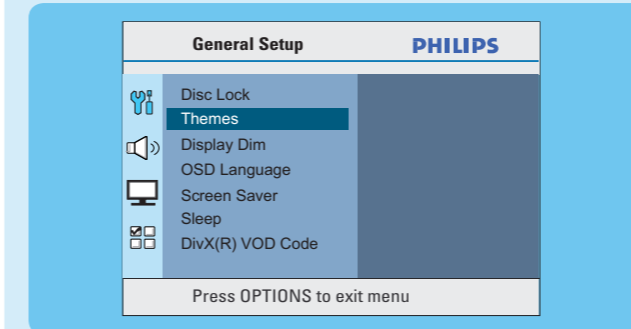 General Setup PHILIPS
Disc Lock
Themes
Display Dim
OSD Language
Screen Saver
Sleep
DivX(R) VOD Code
Press OPTIONS to exit menu